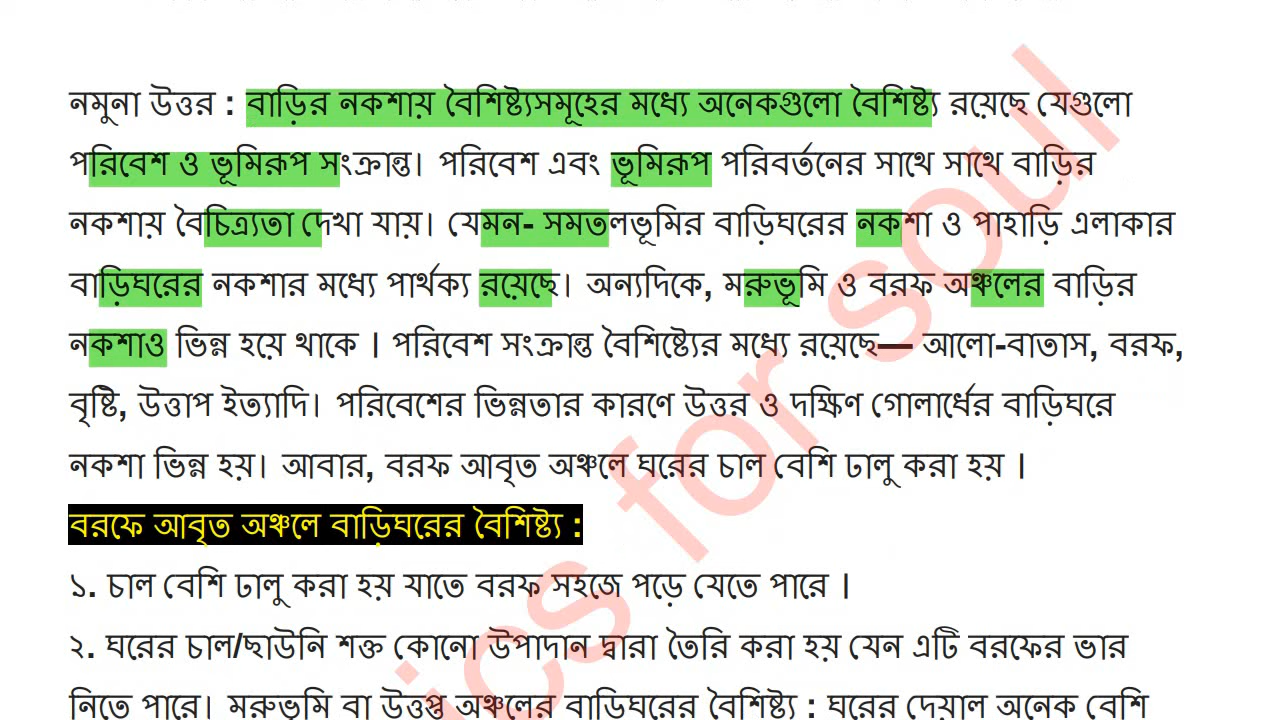 নমুনা উত্তর : বাড়ির নকশায় বৈশিষ্ট্যসমূহের মধ্যে অনেকগুলো বৈশিষ্ট্য রয়েছে যেগুলো
পরিবেশ ও ভূমিরূপ সংক্রান্ত। পরিবেশ এবং ভূমিরূপ পরিবর্তনের সাথে সাথে বাড়ির
নকশায় বৈচিত্র্যতা দেখা যায়। যেমন- সমতলভূমির বাড়িঘরের নকশা ও পাহাড়ি এলাকার
বাড়িঘরের নকশার মধ্যে পার্থক্য রয়েছে। অন্যদিকে, মরুভূমি ও বরফ অঞ্চলের বাড়ির
নকশাও ভিন্ন হয়ে থাকে । পরিবেশ সংক্রান্ত বৈশিষ্ট্যের মধ্যে রয়েছে— আলো-বাতাস, বরফ,
বৃষ্টি, উত্তাপ ইত্যাদি। পরিবেশের ভিন্নতার কারণে উত্তর ও দক্ষিণ গোলার্ধের বাড়িঘরে
নকশা ভিন্ন হয়। আবার, বরফ আবৃত অঞ্চলে ঘরের চাল বেশি ঢালু করা হয় ।
বরফে আবৃত অঞ্চলে বাড়িঘরের বৈশিষ্ট্য :
১. চাল বেশি ঢালু করা হয় যাতে বরফ সহজে পড়ে যেতে পারে ।
২. ঘরের চাল/ছাউনি শক্ত কোনো উপাদান দ্বারা তৈরি করা হয় যেন এটি বরফের ভার
নিতে পারে। মরুভূমি বা উত্তপ্ত অঞ্চলের বাড়িঘরের বৈশিষ্ট্য : ঘরের দেয়াল অনেক বেশি
ics for soul